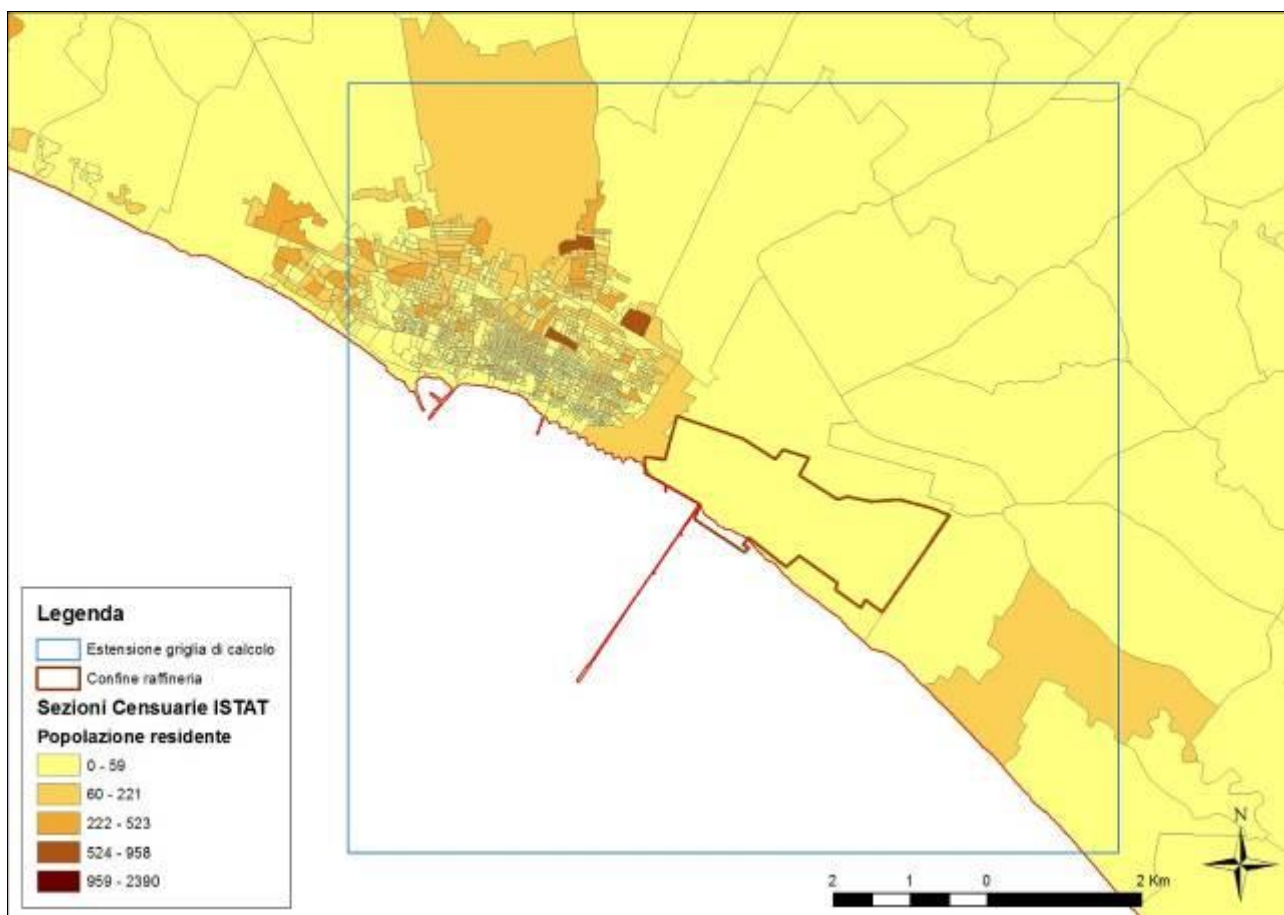 Legenda
Estensione griglia di calcolo
Confine raffineria
Sezioni Censuarie ISTAT
Popolazione residente
0 - 59
60 - 221
222 - 523
524 - 958
959 - 2390
N
2 1 0 2 Km